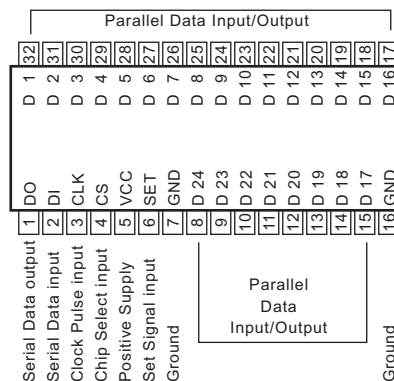 Parallel Data Input/Output
32 31 30 29 28 27 26 25 24 23 22 21 20 19 18 17
D 1 D 2 D 3 D 4 D 5 D 6 D 7 D 8 D 9 D 10 D 11 D 12 D 13 D 14 D 15 D 16
DO DI CLK CS VCC SET GND D 24 D 23 D 22 D 21 D 20 D 19 D 18 D 17 GND
1 2 3 4 5 6 7 8 9 10 11 12 13 14 15 16
Serial Data output
Serial Data input
Clock Pulse input
Chip Select input
Positive Supply
Set Signal input
Ground
Parallel
Data
Input/Output
Ground